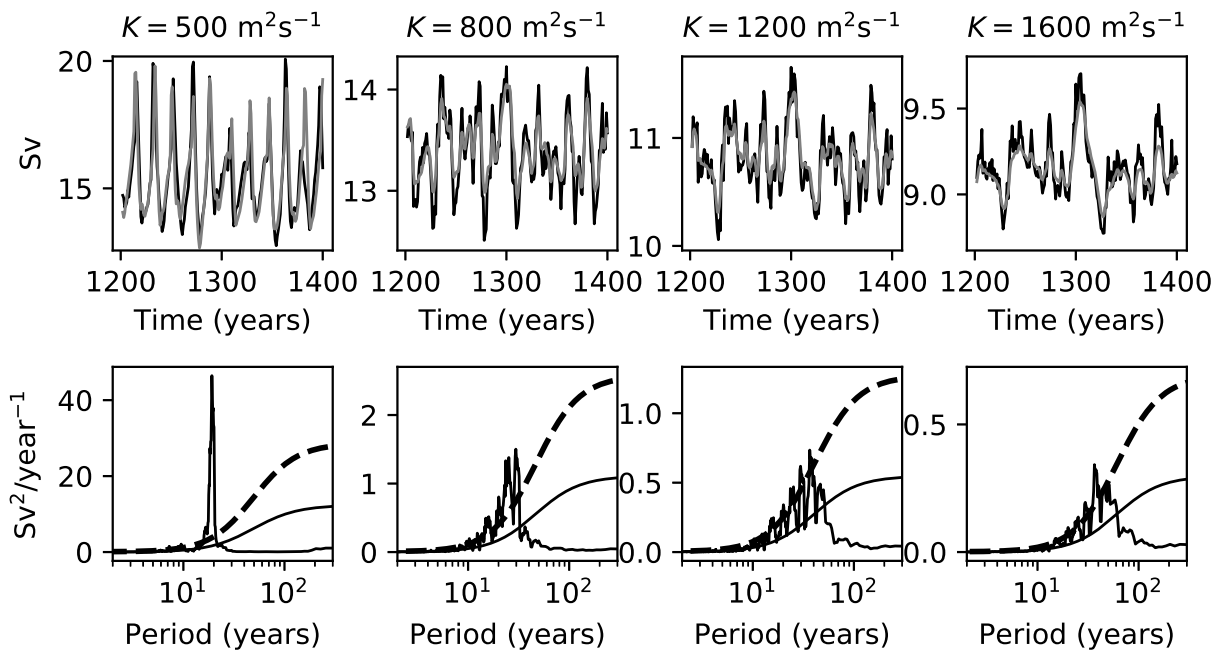 K = 500 m²s⁻¹ K = 800 m²s⁻¹ K = 1200 m²s⁻¹ K = 1600 m²s⁻¹
Sv
20
15
14
13
11
10
9.5
9.0
1200 1300 1400 1200 1300 1400 1200 1300 1400 1200 1300 1400
Time (years) Time (years) Time (years) Time (years)
Sv²/year⁻¹
40
20
0
2
1
0
1.0
0.5
0.0
0.5
0.0
10¹ 10² 10¹ 10² 10¹ 10² 10¹ 10²
Period (years) Period (years) Period (years) Period (years)